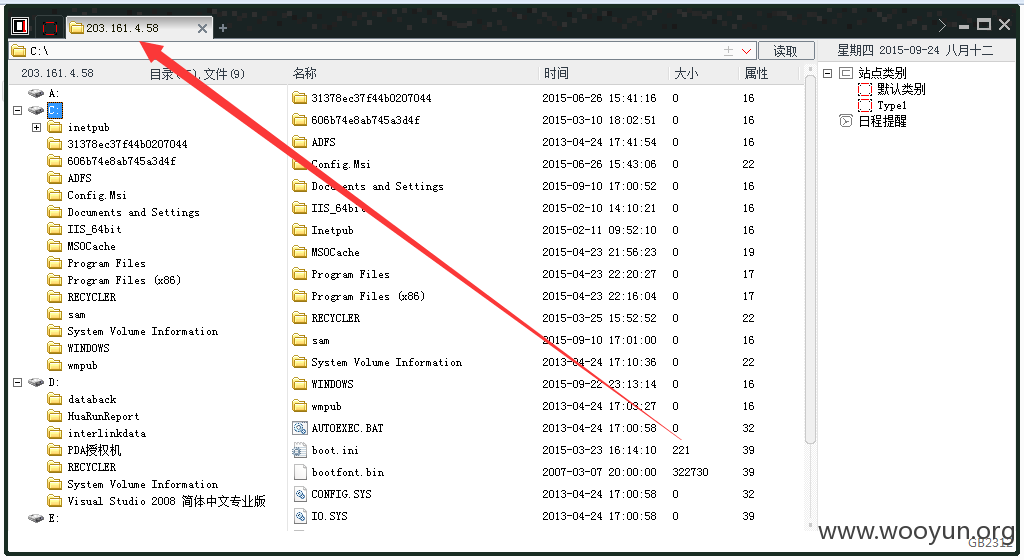 203.161.4.58
C:\
读取
星期四 2015-09-24 八月十二
203.161.4.58
文件(9)
名称 时间 大小 属性
A:
C:
inetpub
31378ec37f44b0207044
606b74e8ab745a3d4f
ADFS
Config.Msi
Documents and Settings
IIS_64bit
MSOCache
Program Files
Program Files (x86)
RECYCLER
sam
System Volume Information
WINDOWS
wmpub
D:
databack
HuaRunReport
interlinkdata
PDA授权机
RECYCLER
System Volume Information
Visual Studio 2008 简体中文专业版
E:
31378ec37f44b0207044 2015-06-26 15:41:16 0 16
606b74e8ab745a3d4f 2015-03-10 18:02:51 0 16
ADFS 2013-04-24 17:41:54 0 16
Config.Msi 2015-06-26 15:43:06 0 22
Documents and Settings 2015-09-10 17:00:52 0 16
IIS_64bit 2015-02-10 14:10:21 0 16
Inetpub 2015-02-11 09:52:10 0 16
MSOCache 2015-04-23 21:56:23 0 19
Program Files 2015-04-23 22:20:27 0 17
Program Files (x86) 2015-04-23 22:16:04 0 17
RECYCLER 2015-03-25 15:52:52 0 22
sam 2015-09-10 17:01:00 0 16
System Volume Information 2013-04-24 17:10:36 0 22
WINDOWS 2015-09-22 23:13:14 0 16
wmpub 2013-04-24 17:03:27 0 16
AUTOEXEC.BAT 2013-04-24 17:00:58 0 32
boot.ini 2015-03-23 16:14:10 221 39
bootfont.bin 2007-03-07 20:00:00 322730 39
CONFIG.SYS 2013-04-24 17:00:58 0 32
IO.SYS 2013-04-24 17:00:58 0 39
站点类别
默认类别
Type1
日程提醒
www.wooyun.org
GB2312